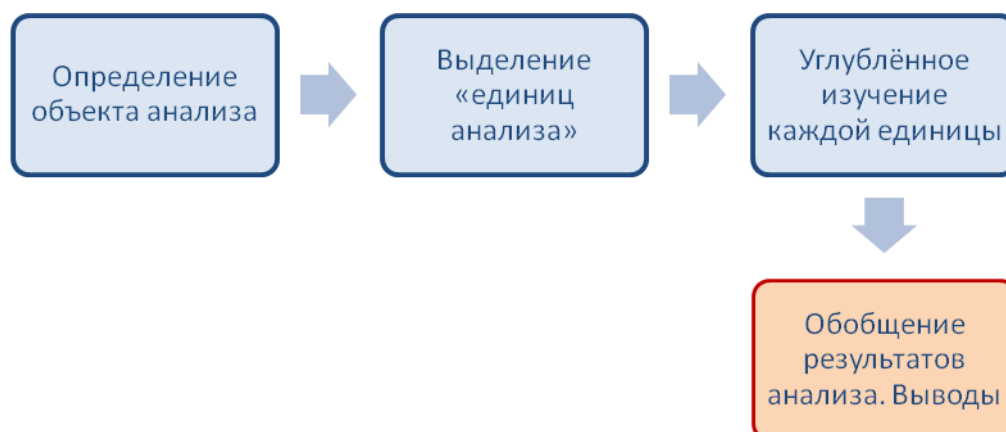 Определение
объекта анализа
Выделение
«единиц
анализа»
Углублённое
изучение
каждой единицы
Обобщение
результатов
анализа. Выводы